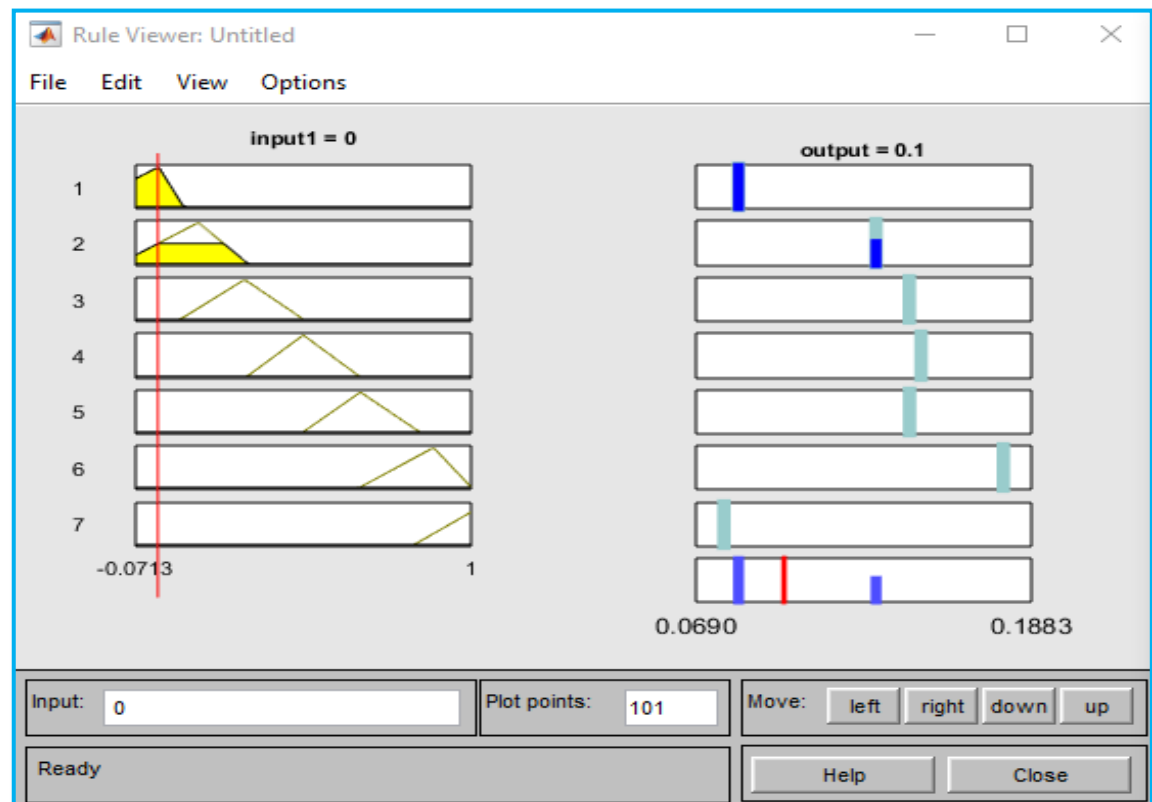 Rule Viewer: Untitled
File Edit View Options
input1 = 0
output = 0.1
1
2
3
4
5
6
7
-0.0713 1
0.0690 0.1883
Input: 0
Plot points: 101
Move: left right down up
Ready
Help Close